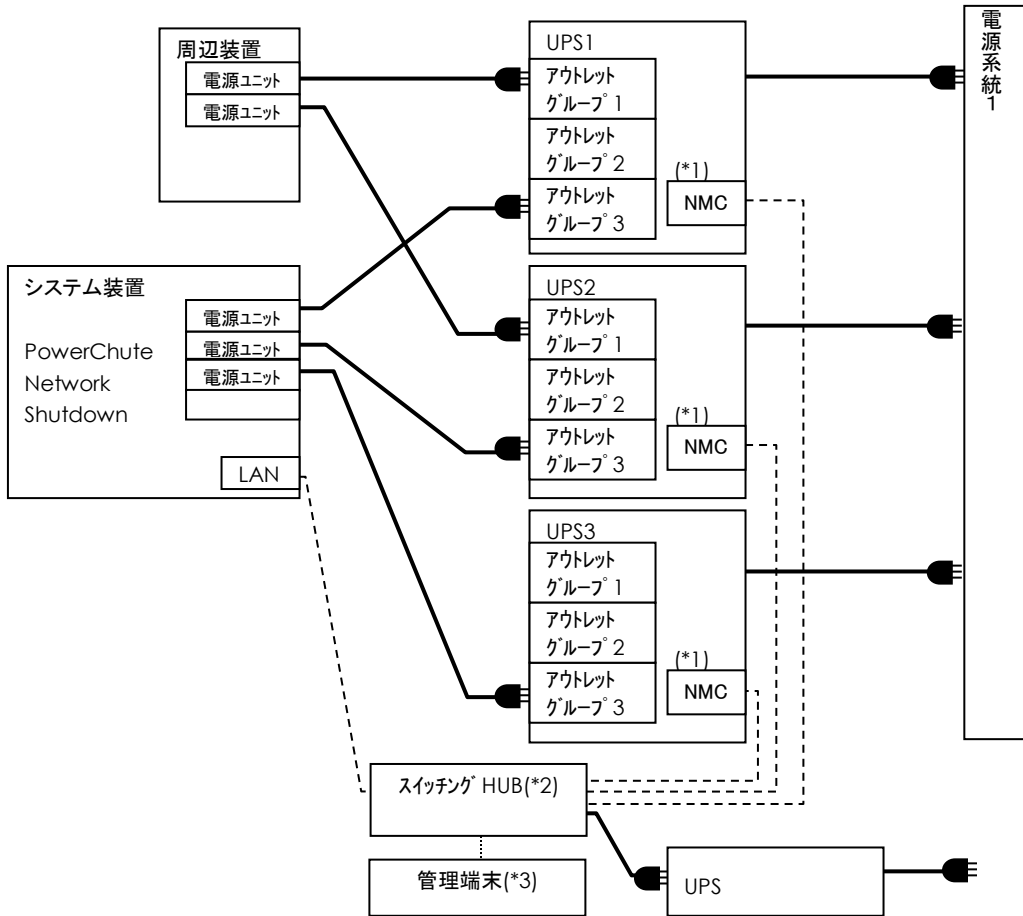 周辺装置
電源ユニット
電源ユニット
システム装置
PowerChute
Network
Shutdown
電源ユニット
電源ユニット
電源ユニット
LAN
UPS1
アウトレット
グループ 1
アウトレット
グループ 2
アウトレット
グループ 3
(*1)
NMC
UPS2
アウトレット
グループ 1
アウトレット
グループ 2
アウトレット
グループ 3
(*1)
NMC
UPS3
アウトレット
グループ 1
アウトレット
グループ 2
アウトレット
グループ 3
(*1)
NMC
電源系統1
スイッチング HUB(*2)
管理端末(*3)
UPS